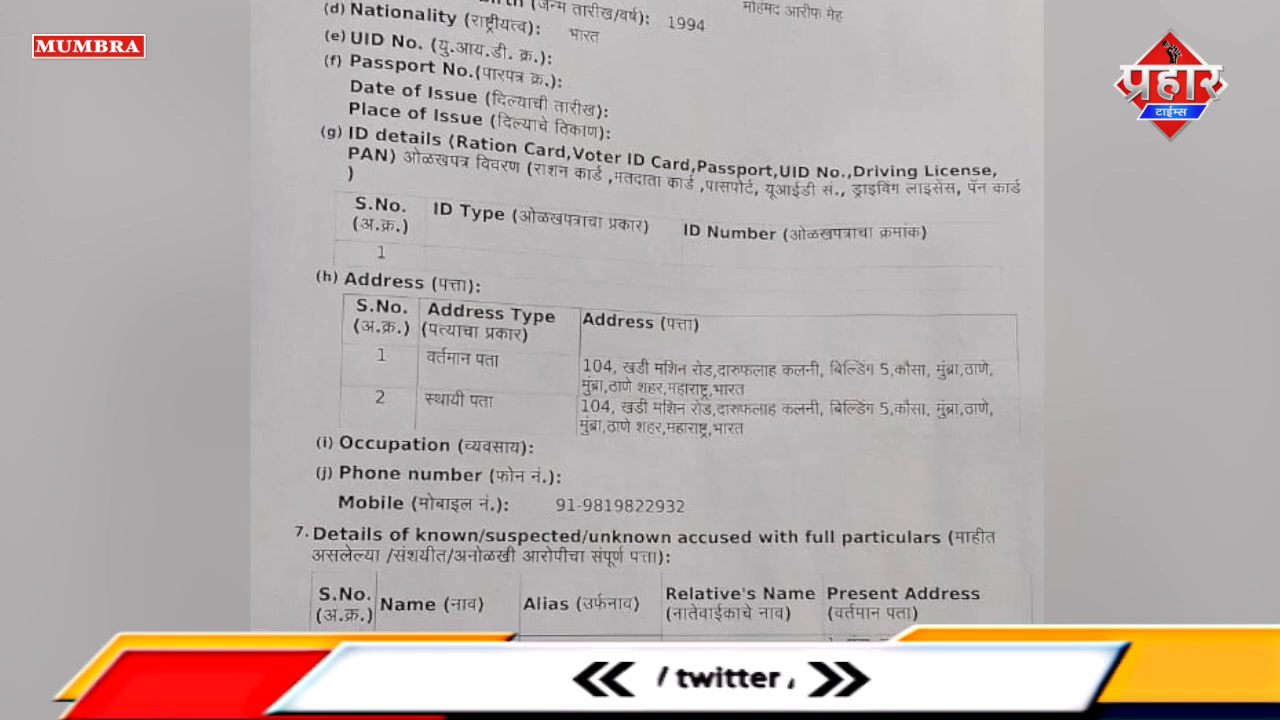 MUMBRA
प्रहार
टाईम्स
(जन्म तारीख/वर्ष): 1994
मोहंमद आरीफ मेह
(d) Nationality (राष्ट्रीयत्व): भारत
(e) UID No. (यु.आय.डी. क्र.):
(f) Passport No.(पारपत्र क्र.):
Date of Issue (दिल्याची तारीख):
Place of Issue (दिल्याचे ठिकाण):
(g) ID details (Ration Card,Voter ID Card,Passport,UID No.,Driving License,
PAN) ओळखपत्र विवरण (राशन कार्ड ,मतदाता कार्ड ,पासपोर्ट, यूआईडी सं., ड्राइविंग लाइसेंस, पॅन कार्ड
)
S.No. ID Type (ओळखपत्राचा प्रकार) ID Number (ओळखपत्राचा क्रमांक)
(अ.क्र.)
1
(h) Address (पत्ता):
S.No. Address Type Address (पत्ता)
(अ.क्र.) (पत्याचा प्रकार)
1 वर्तमान पता 104, खडी मशिन रोड,दारुफलाह कलनी, बिल्डिंग 5,कौसा, मुंब्रा,ठाणे,
मुंब्रा,ठाणे शहर,महाराष्ट्र,भारत
2 स्थायी पता 104, खडी मशिन रोड,दारुफलाह कलनी, बिल्डिंग 5,कौसा, मुंब्रा,ठाणे,
मुंब्रा,ठाणे शहर,महाराष्ट्र,भारत
(i) Occupation (व्यवसाय):
(j) Phone number (फोन नं.):
Mobile (मोबाइल नं.): 91-9819822932
7. Details of known/suspected/unknown accused with full particulars (माहीत
असलेल्या /संशयीत/अनोळखी आरोपीचा संपूर्ण पत्ता):
S.No. Name (नाव) Alias (उर्फनाव) Relative's Name Present Address
(अ.क्र.) (नातेवाईकाचे नाव) (वर्तमान पता)
/ twitter